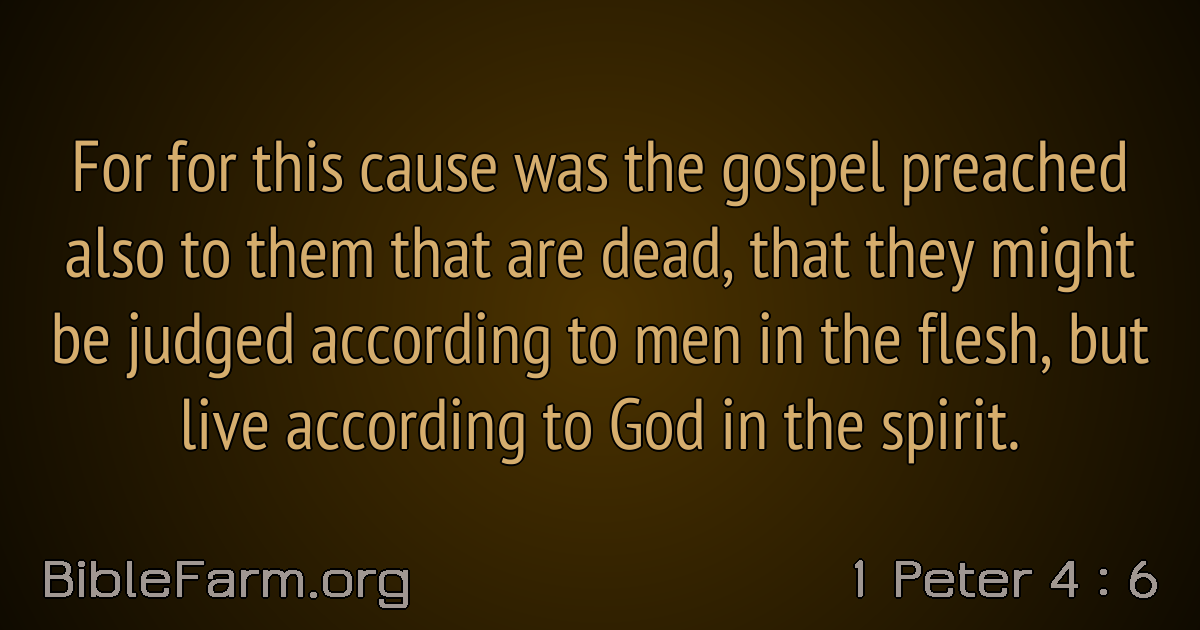 For for this cause was the gospel preached
also to them that are dead, that they might
be judged according to men in the flesh, but
live according to God in the spirit.
BibleFarm.org
1 Peter 4 : 6